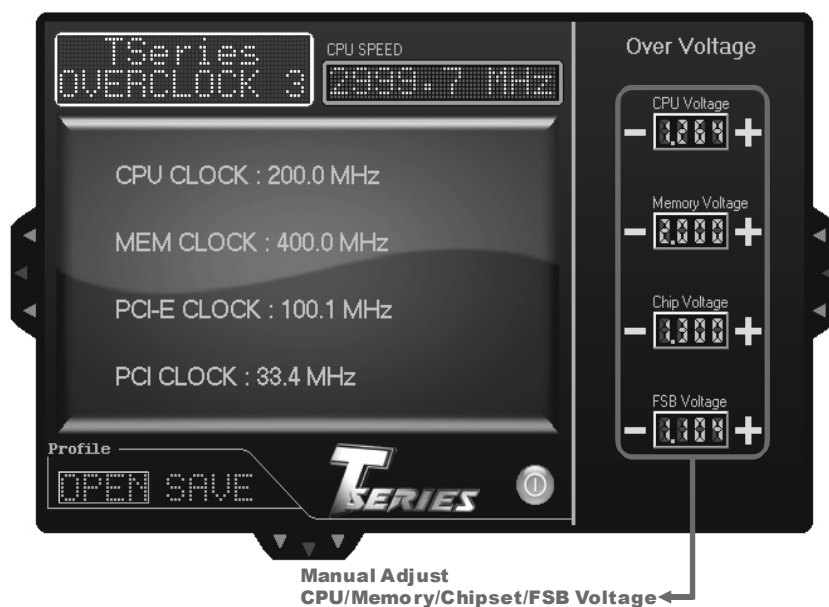 TSeries
OVERCLOCK 3
CPU SPEED
2999.7 MHz
CPU CLOCK : 200.0 MHz
MEM CLOCK : 400.0 MHz
PCI-E CLOCK : 100.1 MHz
PCI CLOCK : 33.4 MHz
Profile
OPEN SAVE
TSERIES
Over Voltage
CPU Voltage
Memory Voltage
− 2.000 +
Chip Voltage
− 1.300 +
FSB Voltage
Manual Adjust
CPU/Memory/Chipset/FSB Voltage